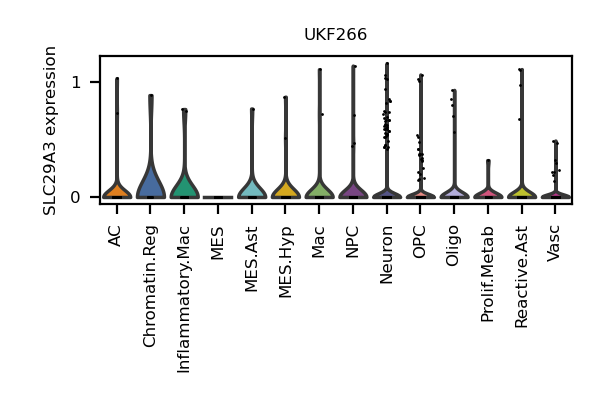 UKF266
SLC29A3 expression
1
0
AC
Chromatin.Reg
Inflammatory.Mac
MES
MES.Ast
MES.Hyp
Mac
NPC
Neuron
OPC
Oligo
Prolif.Metab
Reactive.Ast
Vasc